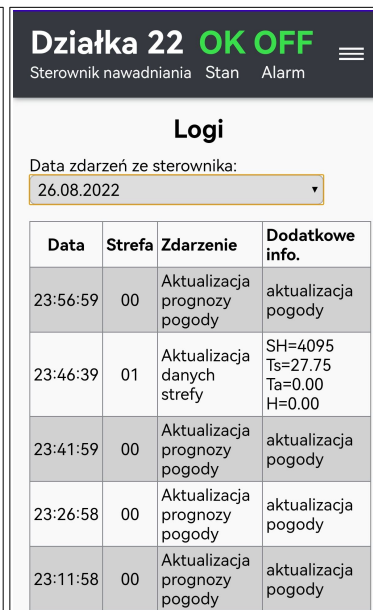 Działka 22 OK OFF
Sterownik nawadniania Stan Alarm
Logi
Data zdarzeń ze sterownika:
26.08.2022
Data Strefa Zdarzenie Dodatkowe
info.
23:56:59 00 Aktualizacja
prognozy
pogody
aktualizacja
pogody
23:46:39 01 Aktualizacja
danych
strefy
SH=4095
Ts=27.75
Ta=0.00
H=0.00
23:41:59 00 Aktualizacja
prognozy
pogody
aktualizacja
pogody
23:26:58 00 Aktualizacja
prognozy
pogody
aktualizacja
pogody
23:11:58 00 Aktualizacja
prognozy
pogody
aktualizacja
pogody